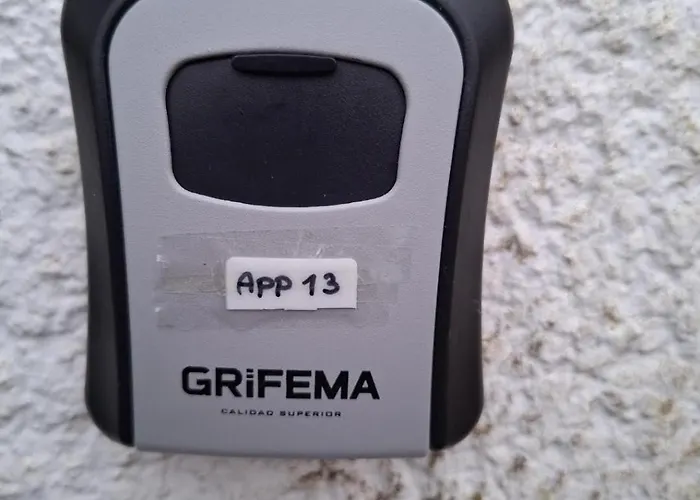 APP 13
GRiFEMA
CALIDAD SUPERIOR